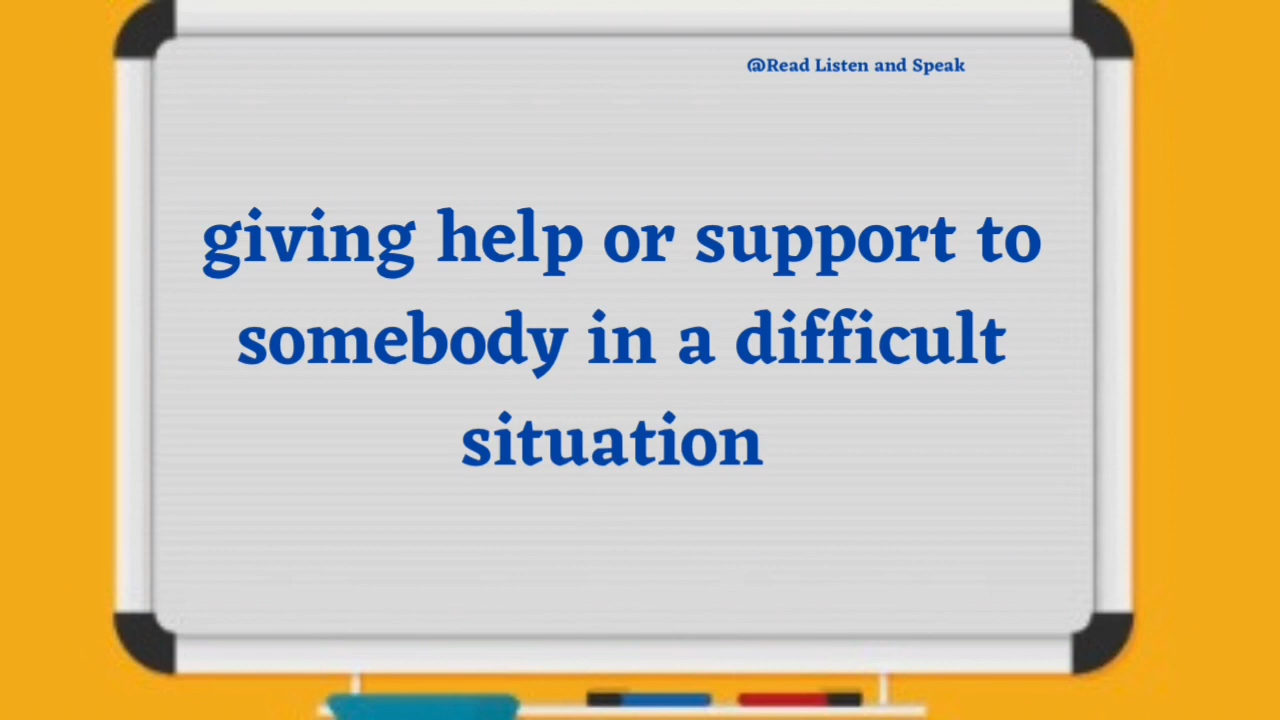 @Read Listen and Speak
giving help or support to
somebody in a difficult
situation